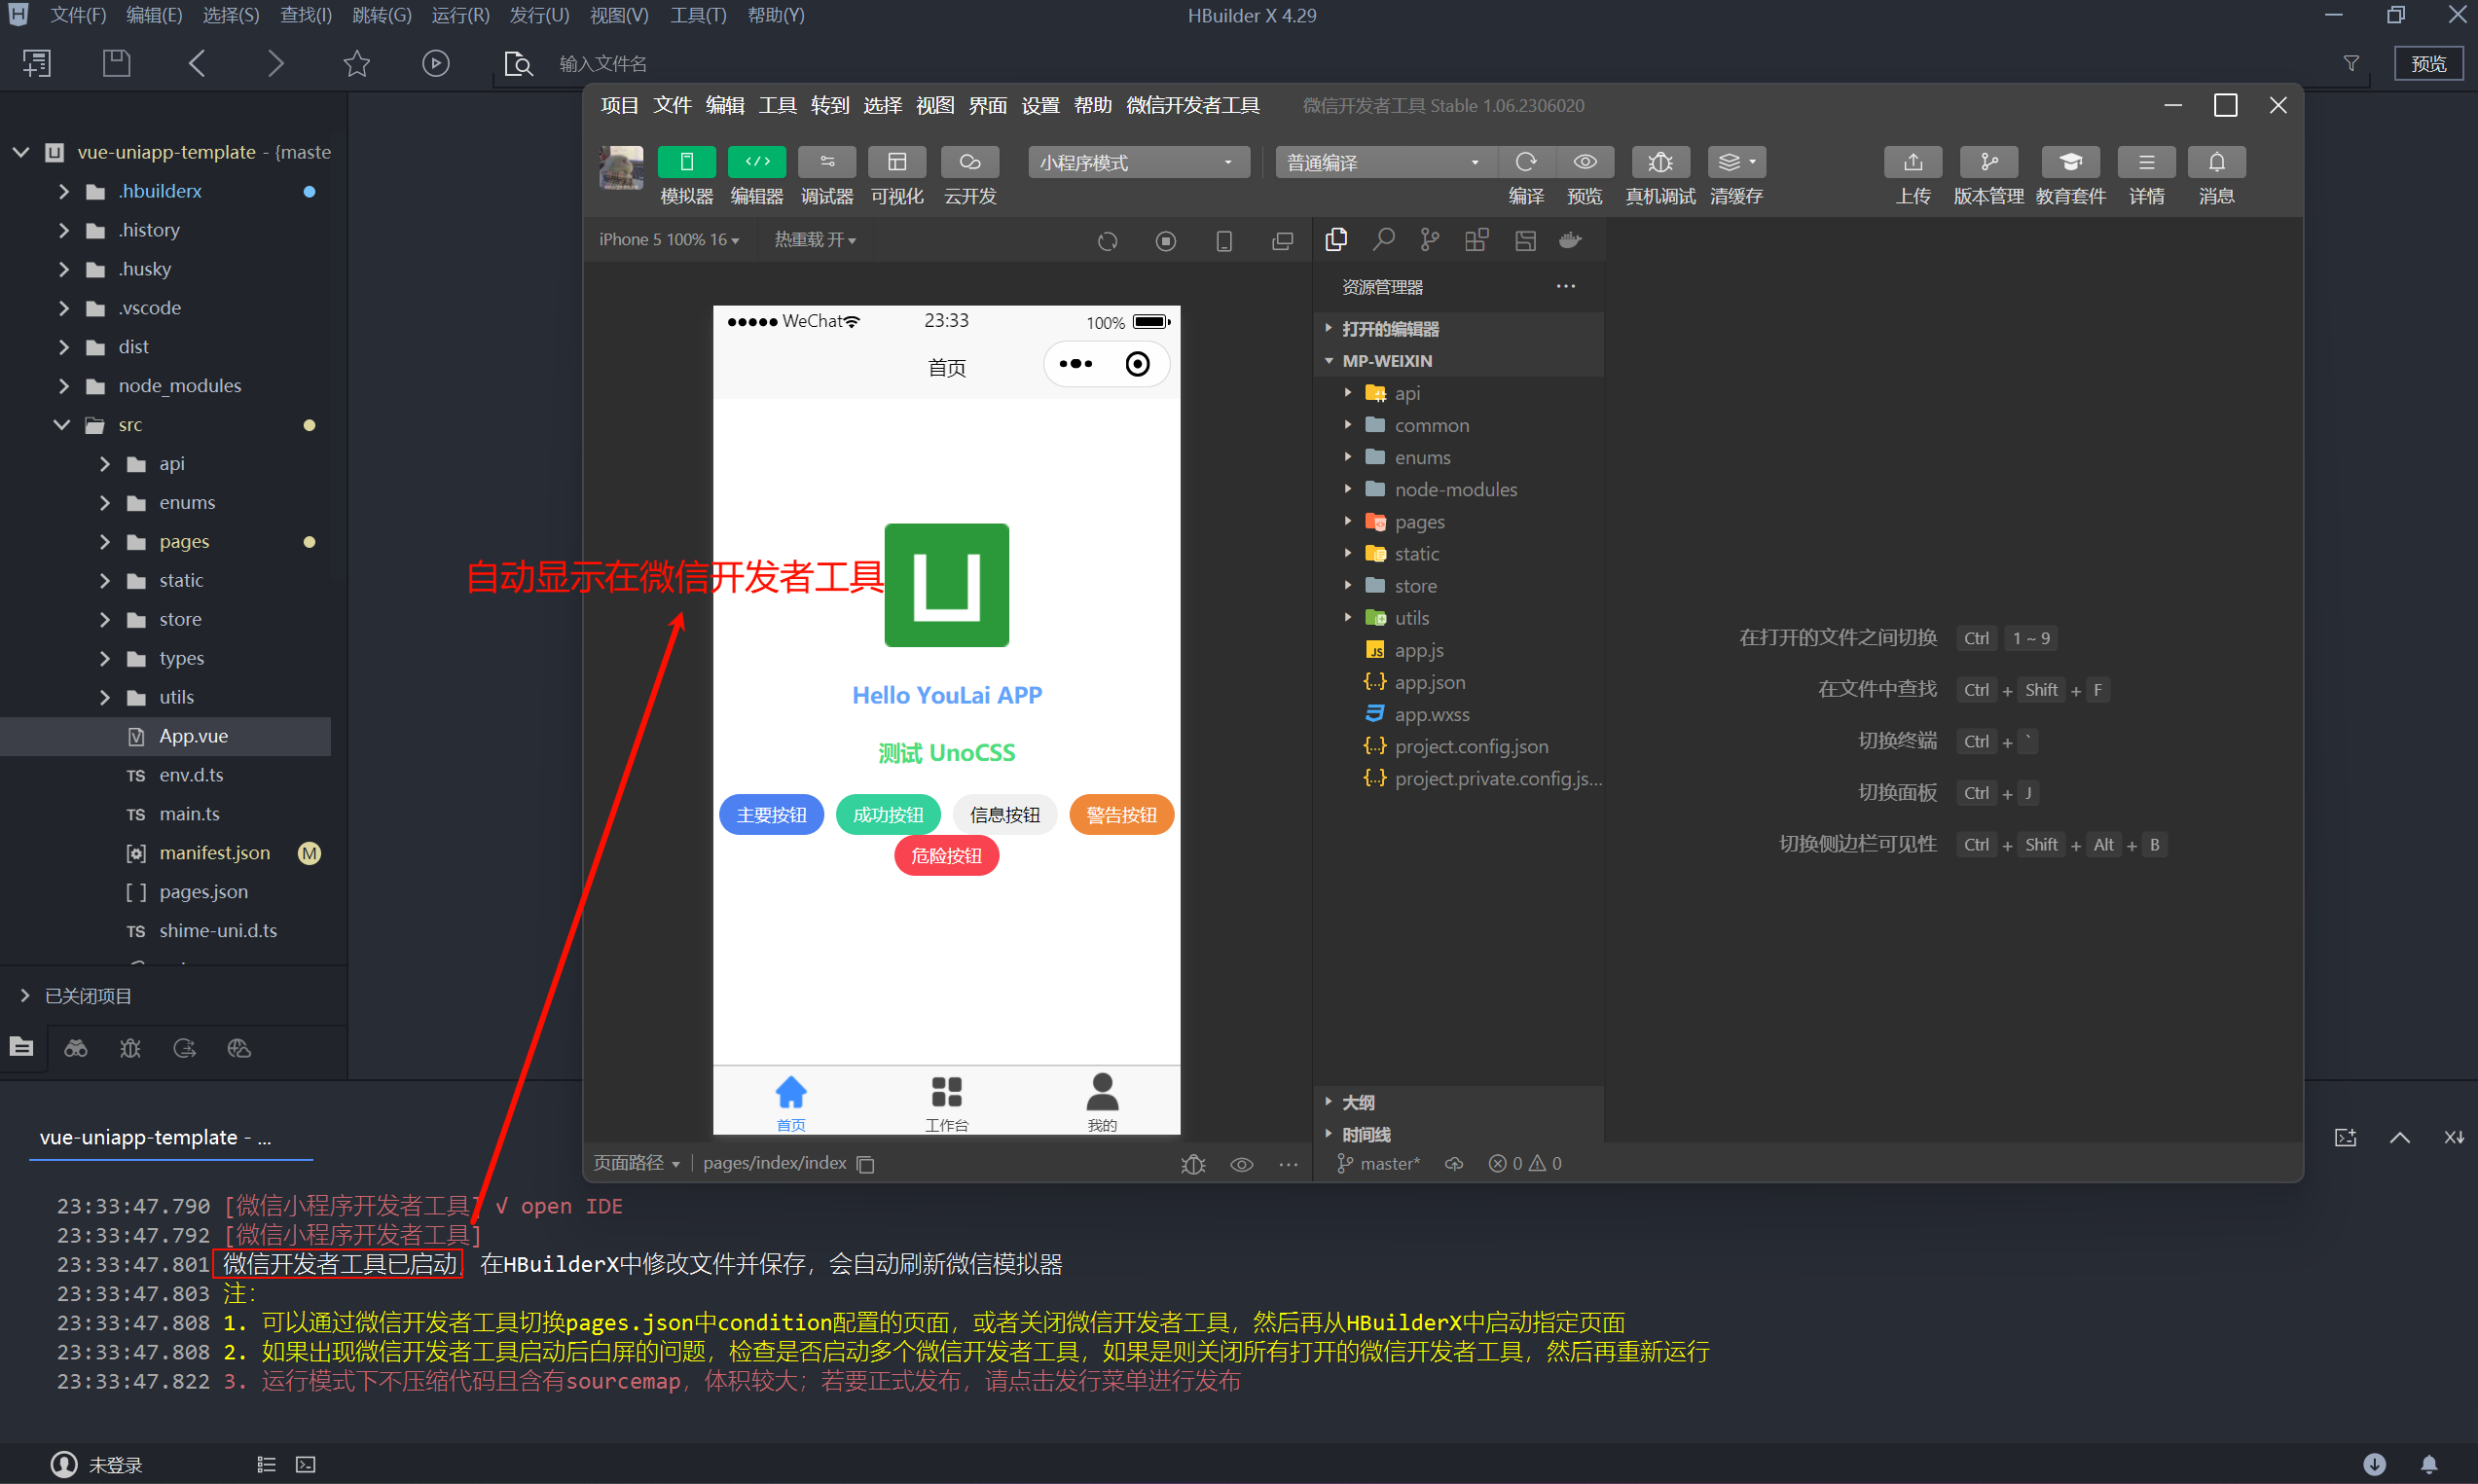 文件(F) 编辑(E) 选择(S) 查找(I) 跳转(G) 运行(R) 发行(U) 视图(V) 工具(T) 帮助(Y)
HBuilder X 4.29
输入文件名
预览
vue-uniapp-template - {maste
.hbuilderx
.history
.husky
.vscode
dist
node_modules
src
api
enums
pages
static
store
types
utils
App.vue
TS env.d.ts
TS main.ts
manifest.json M
[ ] pages.json
TS shime-uni.d.ts
已关闭项目
项目 文件 编辑 工具 转到 选择 视图 界面 设置 帮助 微信开发者工具
微信开发者工具 Stable 1.06.2306020
模拟器 编辑器 调试器 可视化 云开发
小程序模式
普通编译
编译 预览 真机调试 清缓存
上传 版本管理 教育套件 详情 消息
iPhone 5 100% 16
热重载 开
WeChat 23:33 100%
首页
自动显示在微信开发者工具
Hello YouLai APP
测试 UnoCSS
主要按钮 成功按钮 信息按钮 警告按钮
危险按钮
首页 工作台 我的
页面路径 pages/index/index
资源管理器
打开的编辑器
MP-WEIXIN
api
common
enums
node-modules
pages
static
store
utils
JS app.js
{..} app.json
app.wxss
{..} project.config.json
{..} project.private.config.js...
大纲
时间线
master* 0 0
在打开的文件之间切换 Ctrl 1 ~ 9
在文件中查找 Ctrl + Shift + F
切换终端 Ctrl + `
切换面板 Ctrl + J
切换侧边栏可见性 Ctrl + Shift + Alt + B
vue-uniapp-template - ...
23:33:47.790 [微信小程序开发者工具] √ open IDE
23:33:47.792 [微信小程序开发者工具]
23:33:47.801 微信开发者工具已启动，在HBuilderX中修改文件并保存，会自动刷新微信模拟器
23:33:47.803 注：
23:33:47.808 1. 可以通过微信开发者工具切换pages.json中condition配置的页面，或者关闭微信开发者工具，然后再从HBuilderX中启动指定页面
23:33:47.808 2. 如果出现微信开发者工具启动后白屏的问题，检查是否启动多个微信开发者工具，如果是则关闭所有打开的微信开发者工具，然后再重新运行
23:33:47.822 3. 运行模式下不压缩代码且含有sourcemap，体积较大；若要正式发布，请点击发行菜单进行发布
未登录